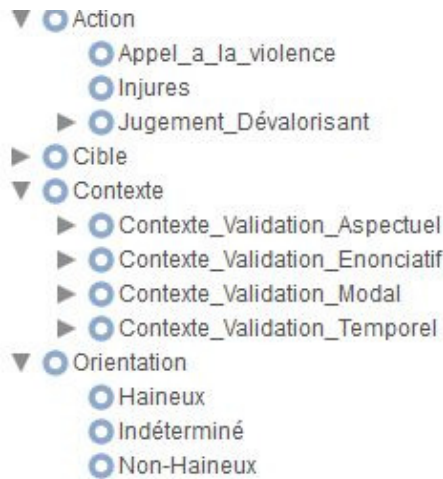 Action
Appel_a_la_violence
Injures
Jugement_Dévalorisant
Cible
Contexte
Contexte_Validation_Aspectuel
Contexte_Validation_Enonciatif
Contexte_Validation_Modal
Contexte_Validation_Temporel
Orientation
Haineux
Indéterminé
Non-Haineux